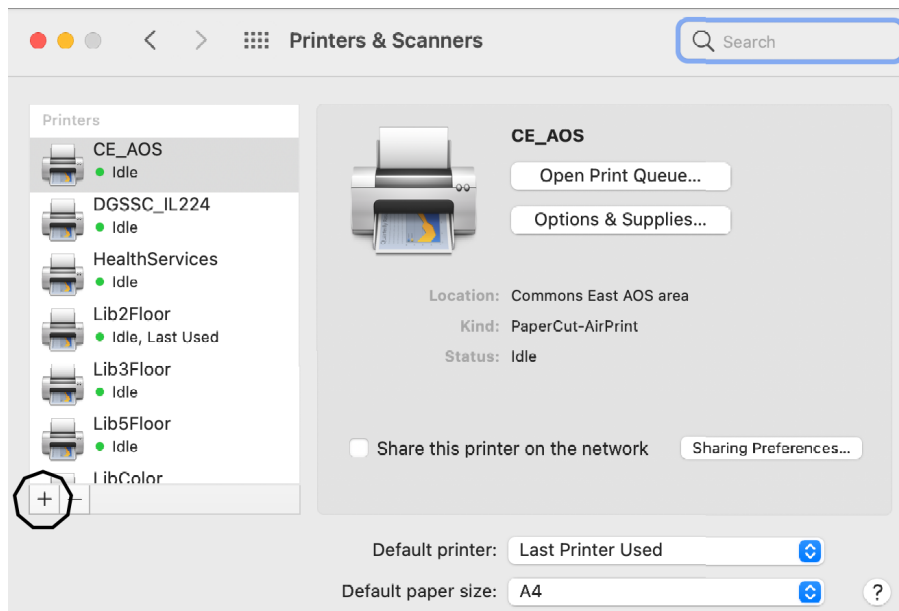 Printers & Scanners
Search
Printers
CE_AOS
Idle
DGSSC_IL224
Idle
HealthServices
Idle
Lib2Floor
Idle, Last Used
Lib3Floor
Idle
Lib5Floor
Idle
LibColor
+
−
CE_AOS
Open Print Queue...
Options & Supplies...
Location: Commons East AOS area
Kind: PaperCut-AirPrint
Status: Idle
Share this printer on the network
Sharing Preferences...
Default printer: Last Printer Used
Default paper size: A4
?